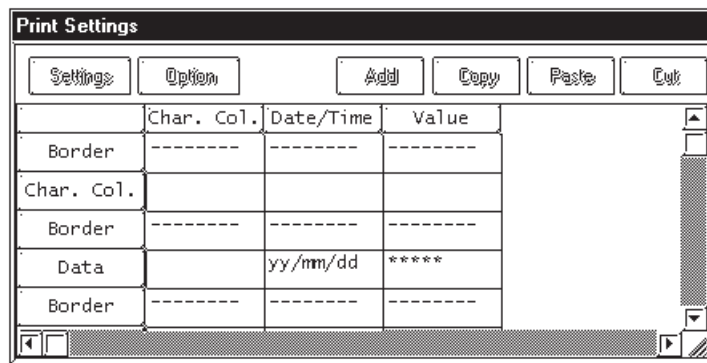 Print Settings
Settings Option Add Copy Paste Cut
Char. Col. Date/Time Value
Border -------- -------- --------
Char. Col.
Border -------- -------- --------
Data yy/mm/dd *****
Border -------- -------- --------